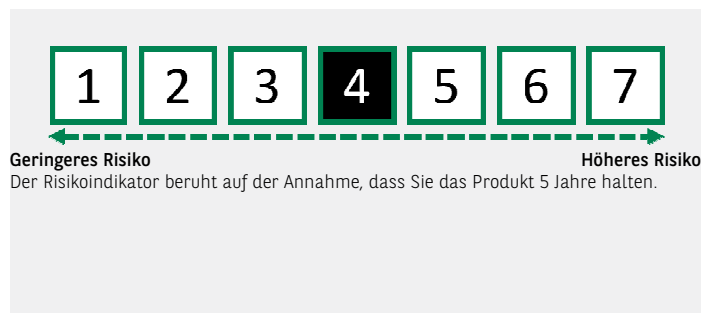 1 2 3 4 5 6 7
Geringeres Risiko Höheres Risiko
Der Risikoindikator beruht auf der Annahme, dass Sie das Produkt 5 Jahre halten.